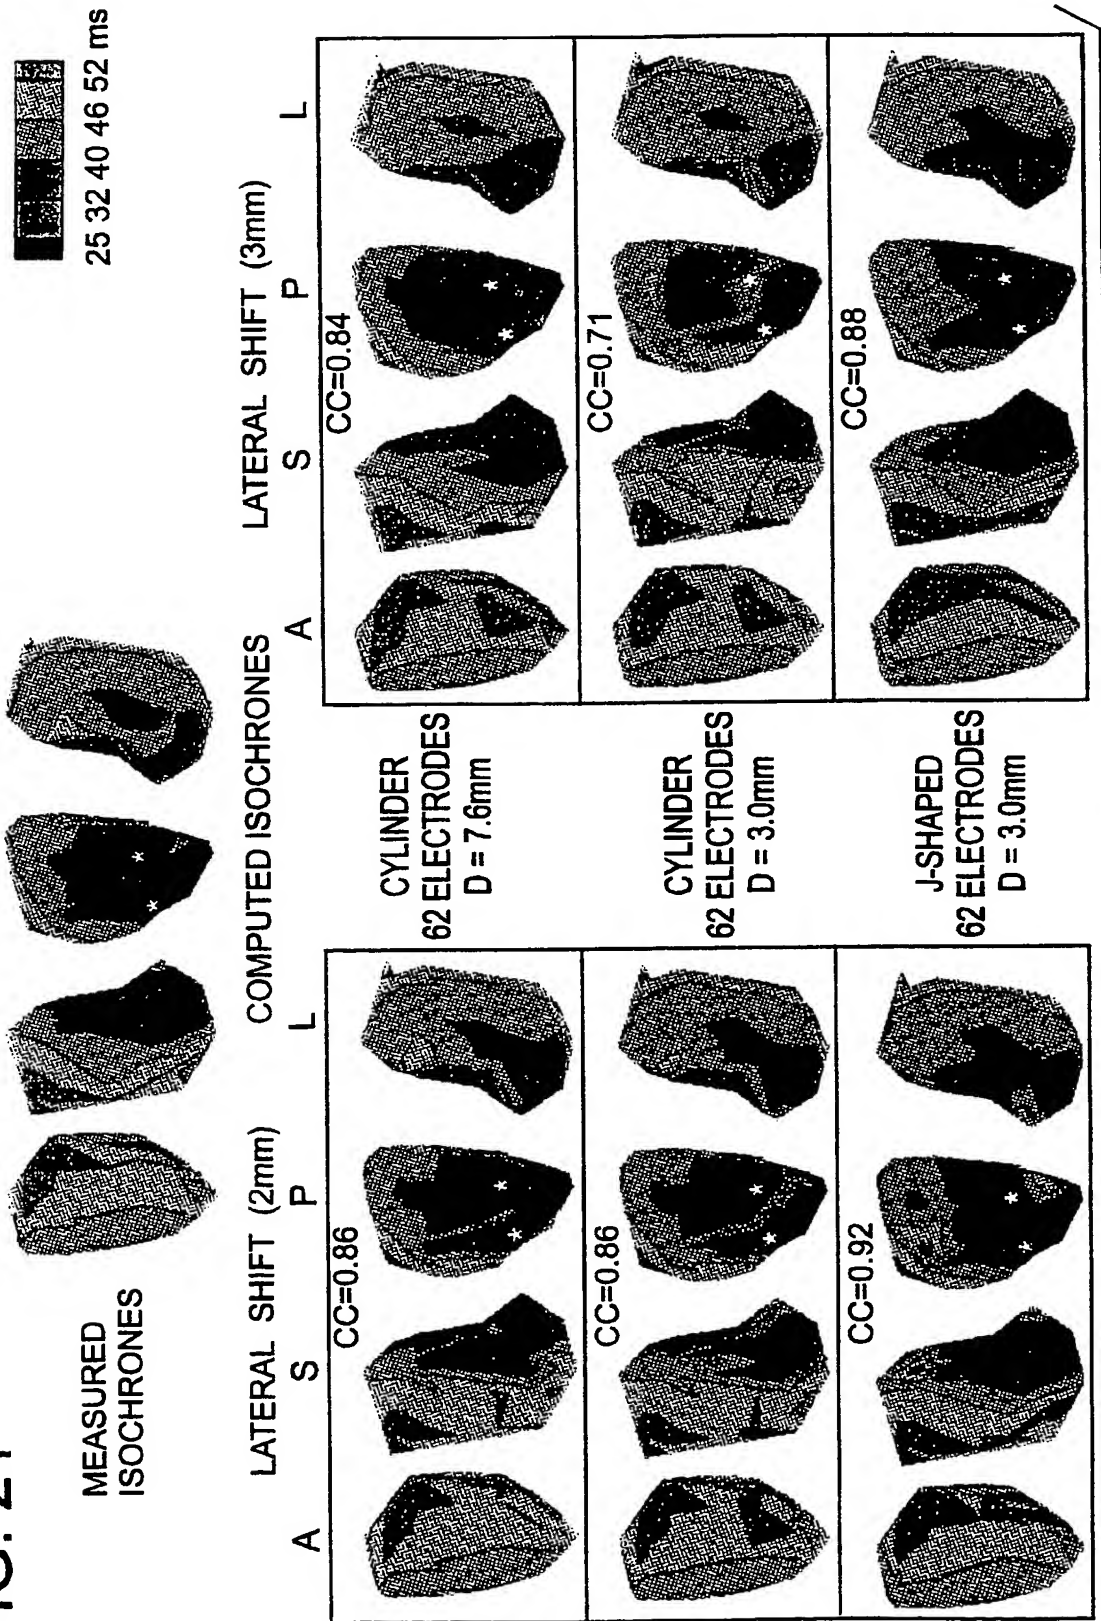 MEASURED
ISOCHRONES
25 32 40 46 52 ms
COMPUTED ISOCHRONES
LATERAL SHIFT (2mm)
A S P L
CC=0.86
CC=0.86
CC=0.92
CYLINDER
62 ELECTRODES
D = 7.6mm
CYLINDER
62 ELECTRODES
D = 3.0mm
J-SHAPED
62 ELECTRODES
D = 3.0mm
LATERAL SHIFT (3mm)
A S P L
CC=0.84
CC=0.71
CC=0.88